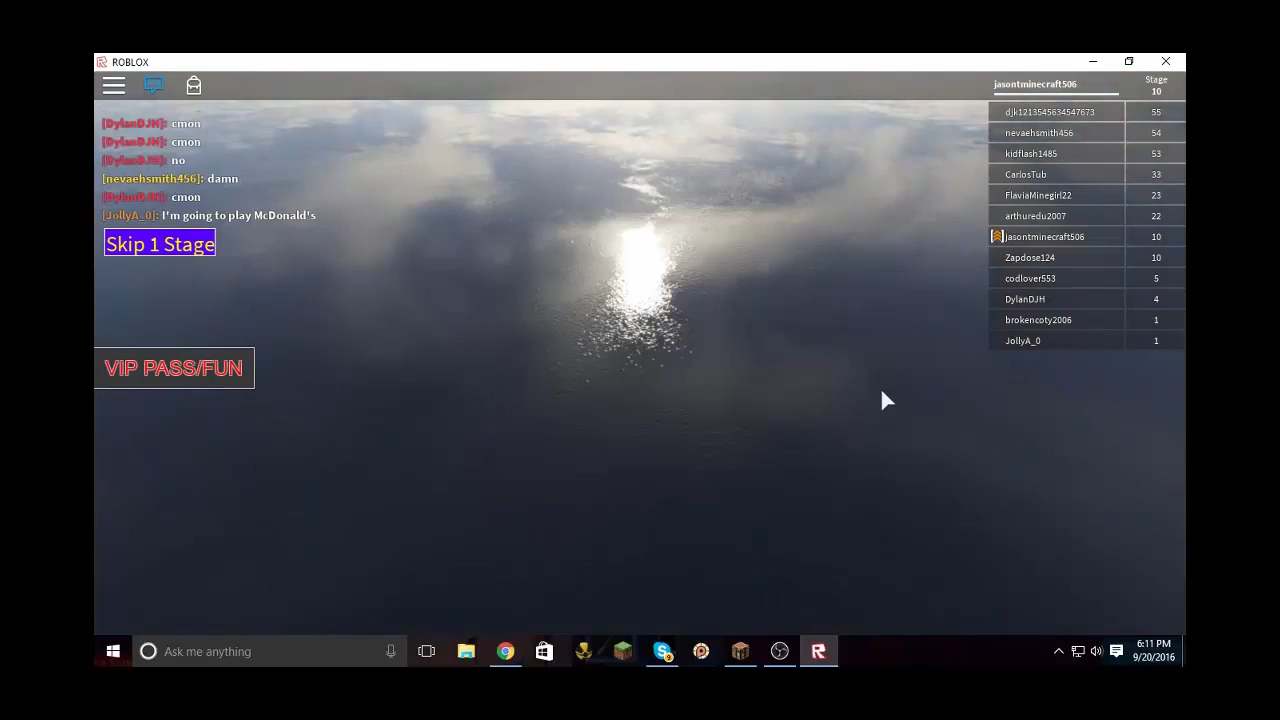 ROBLOX
jasontminecraft506
Stage
10
[DylanDJH]: cmon
[DylanDJH]: cmon
[DylanDJH]: no
[nevaehsmith456]: damn
[DylanDJH]: cmon
[JollyA_0]: I'm going to play McDonald's
Skip 1 Stage
VIP PASS/FUN
djk1213545634547673 55
nevaehsmith456 54
kidflash1485 53
CarlosTub 33
FlaviaMinegirl22 23
arthuredu2007 22
jasontminecraft506 10
Zapdose124 10
codlover553 5
DylanDJH 4
brokencoty2006 1
JollyA_0 1
Ask me anything
6:11 PM
9/20/2016